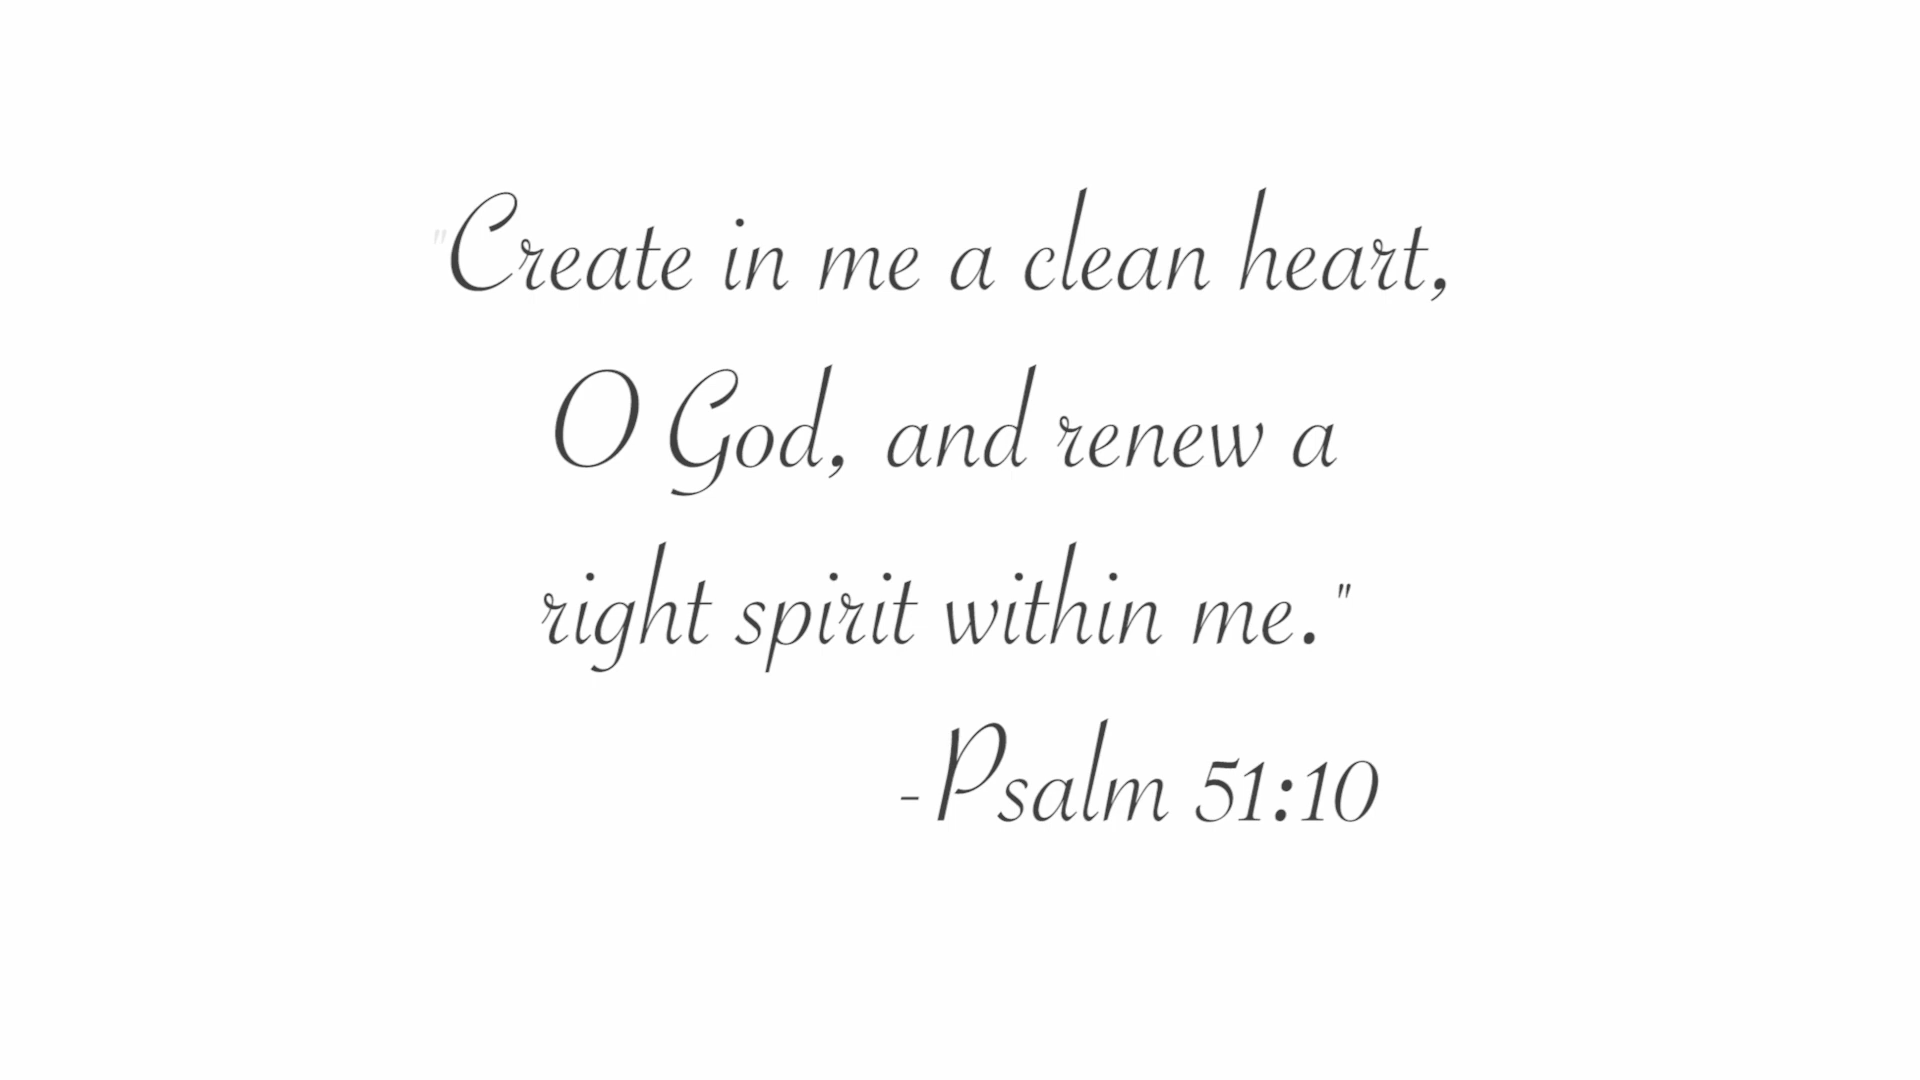 "Create in me a clean heart,
O God, and renew a
right spirit within me."
-Psalm 51:10